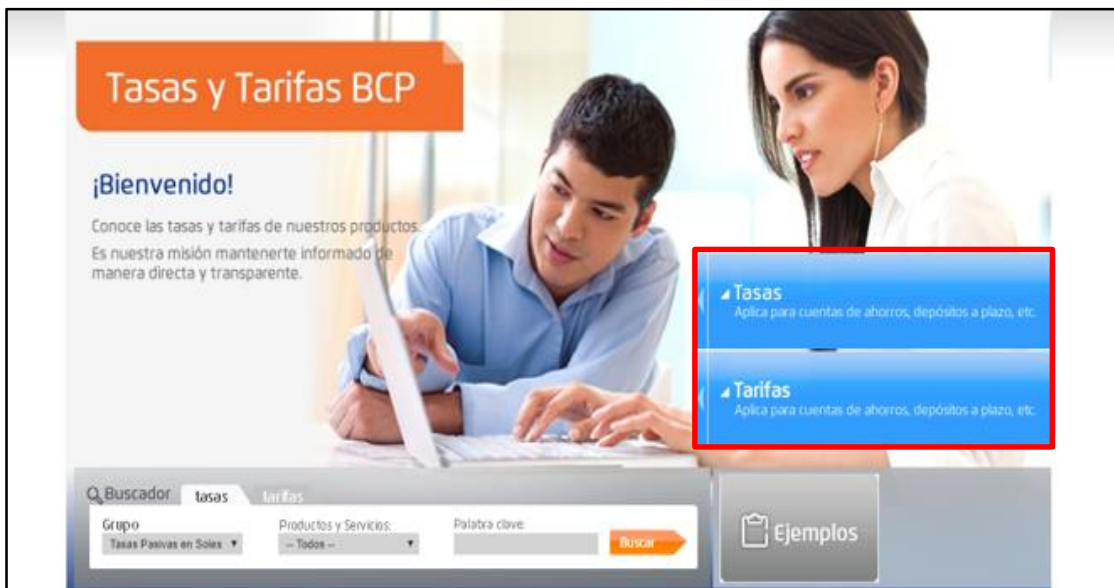 Tasas y Tarifas BCP
¡Bienvenido!
Conoce las tasas y tarifas de nuestros productos.
Es nuestra misión mantenerte informado de
manera directa y transparente.
Tasas
Aplica para cuentas de ahorros, depósitos a plazo, etc.
Tarifas
Aplica para cuentas de ahorros, depósitos a plazo, etc.
Buscador tasas tarifas
Grupo Productos y Servicios: Palabra clave:
Tasas Pasivas en Soles -- Todos -- Buscar
Ejemplos